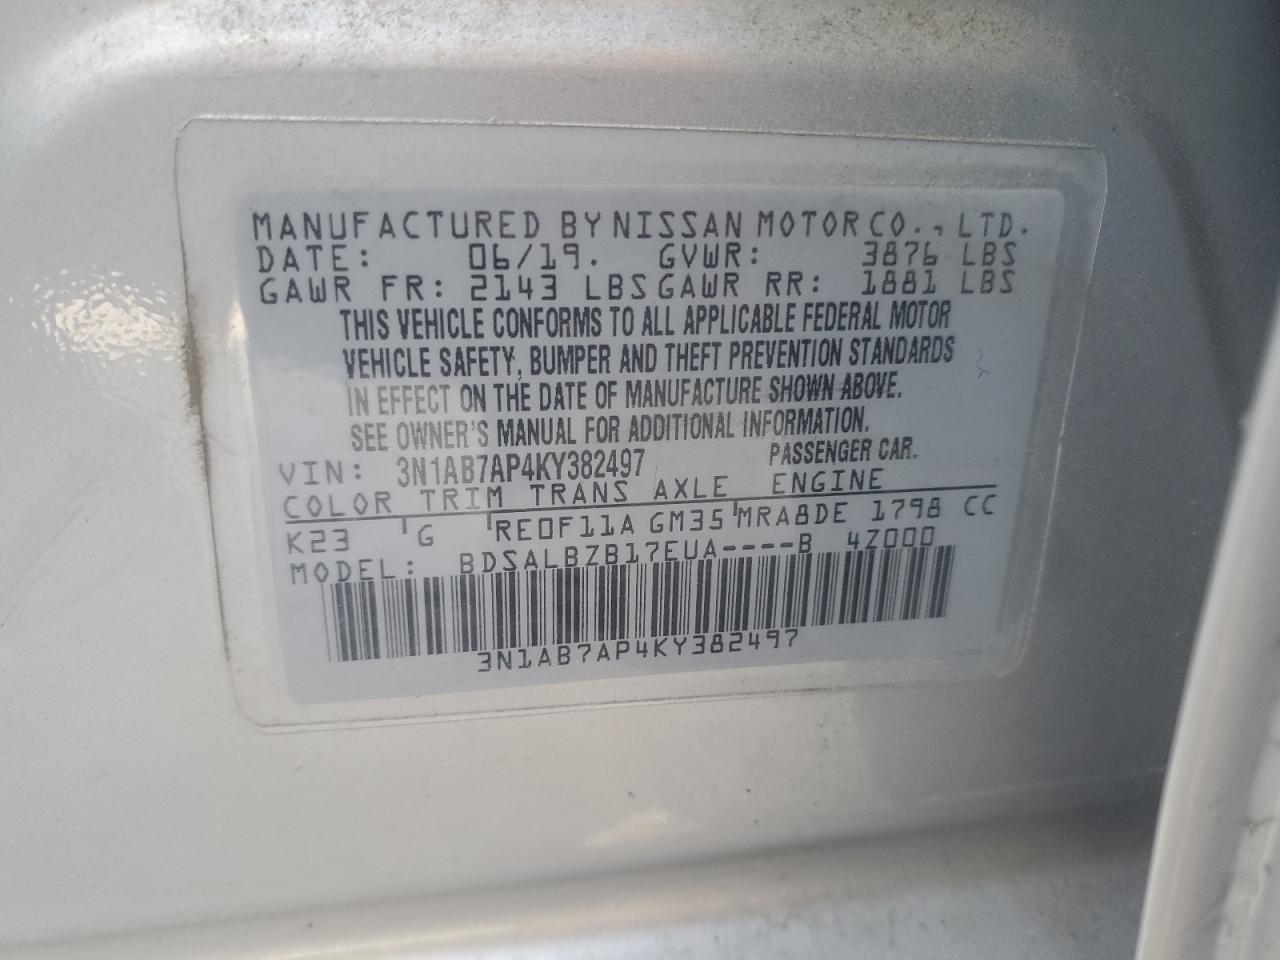 MANUFACTURED BY NISSAN MOTOR CO., LTD.
DATE: 06/19. GVWR: 3876 LBS
GAWR FR: 2143 LBS GAWR RR: 1881 LBS
THIS VEHICLE CONFORMS TO ALL APPLICABLE FEDERAL MOTOR
VEHICLE SAFETY, BUMPER AND THEFT PREVENTION STANDARDS
IN EFFECT ON THE DATE OF MANUFACTURE SHOWN ABOVE.
SEE OWNER'S MANUAL FOR ADDITIONAL INFORMATION.
VIN: 3N1AB7AP4KY382497 PASSENGER CAR.
COLOR TRIM TRANS AXLE ENGINE
K23 G RE0F11A GM35 MRA8DE 1798 CC
MODEL: BDSALBZB17EUA----B 4Z000
3N1AB7AP4KY382497